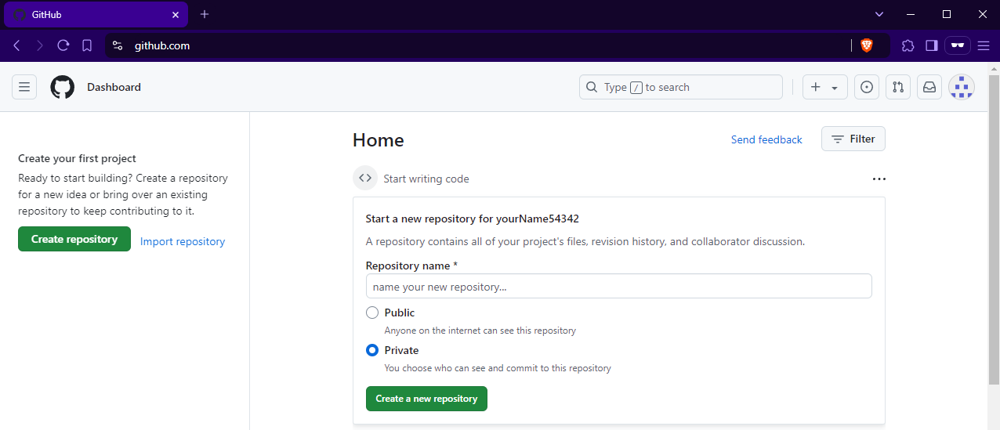 GitHub
github.com
Dashboard
Type / to search
Create your first project
Ready to start building? Create a repository
for a new idea or bring over an existing
repository to keep contributing to it.
Create repository
Import repository
Home
Send feedback
Filter
Start writing code
Start a new repository for yourName54342
A repository contains all of your project's files, revision history, and collaborator discussion.
Repository name *
name your new repository...
Public
Anyone on the internet can see this repository
Private
You choose who can see and commit to this repository
Create a new repository